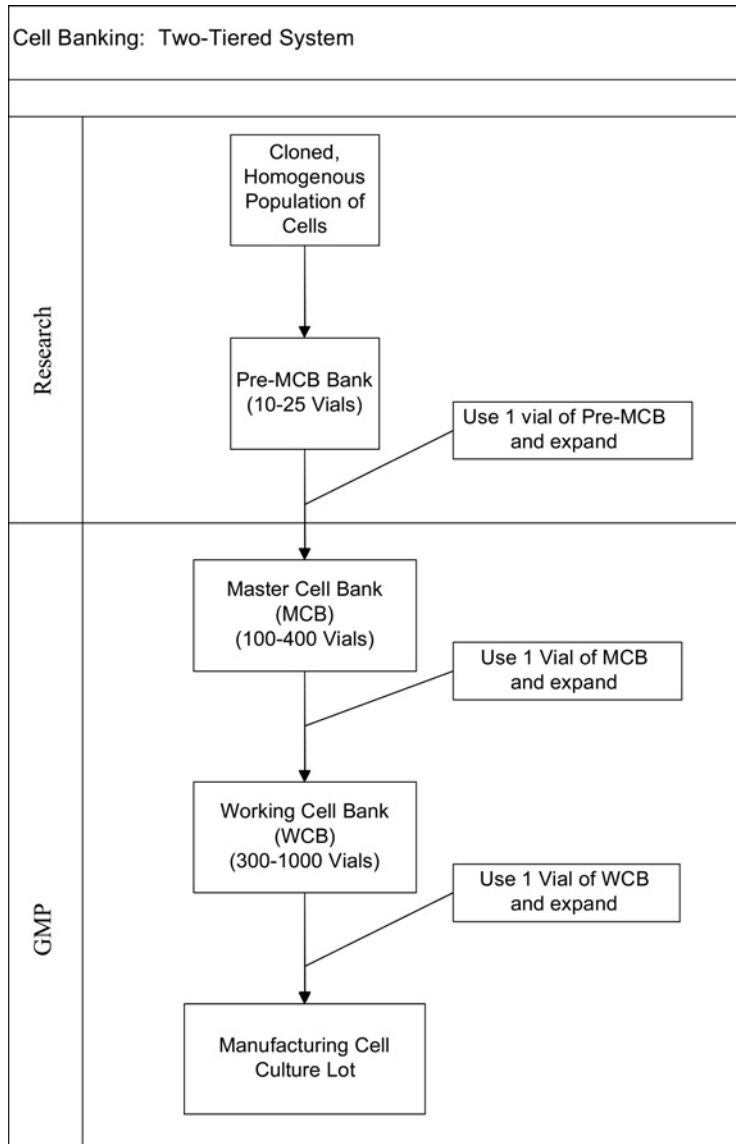 Cell Banking: Two-Tiered System
Research
Cloned,
Homogenous
Population of
Cells
Pre-MCB Bank
(10-25 Vials)
Use 1 vial of Pre-MCB
and expand
GMP
Master Cell Bank
(MCB)
(100-400 Vials)
Use 1 Vial of MCB
and expand
Working Cell Bank
(WCB)
(300-1000 Vials)
Use 1 Vial of WCB
and expand
Manufacturing Cell
Culture Lot